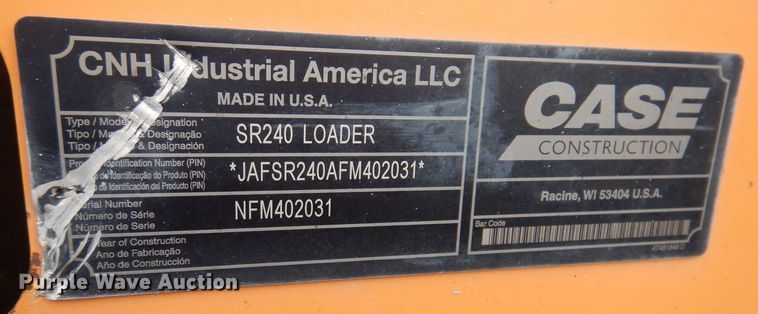 CNH Industrial America LLC
MADE IN U.S.A.
Type / Model Designation
Tipo / Modelo Designação
Tipo / Modelo Designación
SR240 LOADER
Product Identification Number (PIN)
de Identificação do Produto (PIN)
de Identificación del Producto (PIN)
*JAFSR240AFM402031*
Serial Number
Número de Série
Número de Serie
NFM402031
Year of Construction
Ano de Fabricação
Año de Construcción
CASE
CONSTRUCTION
Racine, WI 53404 U.S.A.
Bar Code
47481946 D
Purple Wave Auction